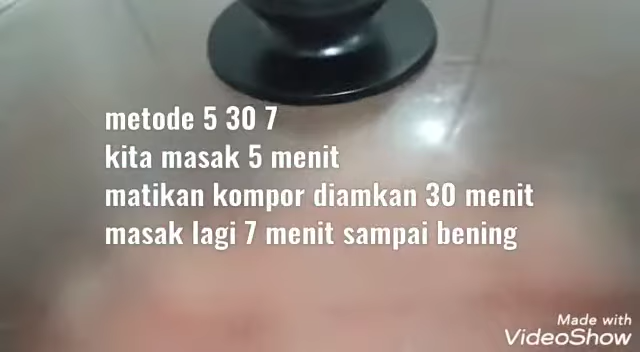 metode 5 30 7
kita masak 5 menit
matikan kompor diamkan 30 menit
masak lagi 7 menit sampai bening
Made with
VideoShow